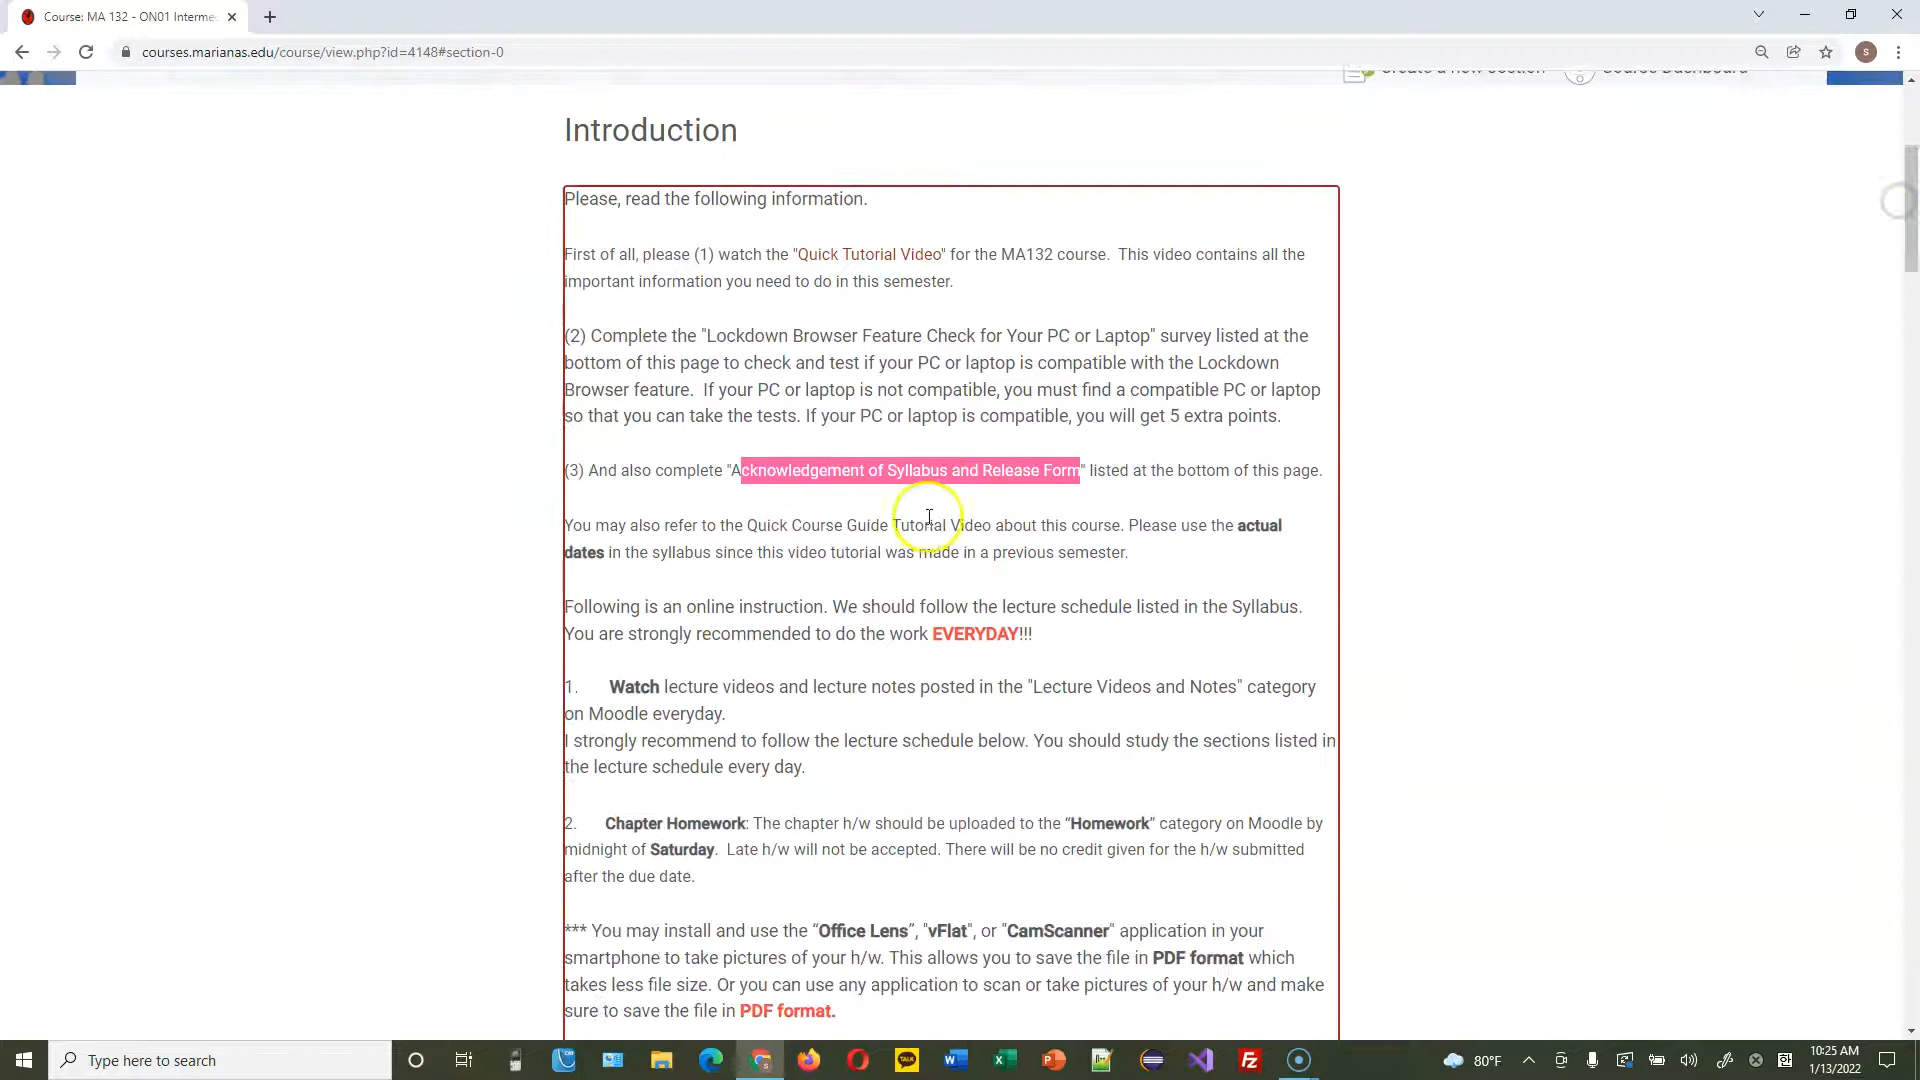 Course: MA 132 - ON01 Interme
courses.marianas.edu/course/view.php?id=4148#section-0
S
Create a new section
Course Dashboard
Introduction
Please, read the following information.
First of all, please (1) watch the "Quick Tutorial Video" for the MA132 course.  This video contains all the
important information you need to do in this semester.
(2) Complete the "Lockdown Browser Feature Check for Your PC or Laptop" survey listed at the
bottom of this page to check and test if your PC or laptop is compatible with the Lockdown
Browser feature.  If your PC or laptop is not compatible, you must find a compatible PC or laptop
so that you can take the tests. If your PC or laptop is compatible, you will get 5 extra points.
(3) And also complete "Acknowledgement of Syllabus and Release Form" listed at the bottom of this page.
You may also refer to the Quick Course Guide Tutorial Video about this course. Please use the actual
dates in the syllabus since this video tutorial was made in a previous semester.
Following is an online instruction. We should follow the lecture schedule listed in the Syllabus.
You are strongly recommended to do the work EVERYDAY!!!
1. Watch lecture videos and lecture notes posted in the "Lecture Videos and Notes" category
on Moodle everyday.
I strongly recommend to follow the lecture schedule below. You should study the sections listed in
the lecture schedule every day.
2. Chapter Homework: The chapter h/w should be uploaded to the “Homework” category on Moodle by
midnight of Saturday.  Late h/w will not be accepted. There will be no credit given for the h/w submitted
after the due date.
*** You may install and use the “Office Lens”, "vFlat", or "CamScanner" application in your
smartphone to take pictures of your h/w. This allows you to save the file in PDF format which
takes less file size. Or you can use any application to scan or take pictures of your h/w and make
sure to save the file in PDF format.
Type here to search
TALK
80°F
10:25 AM
1/13/2022